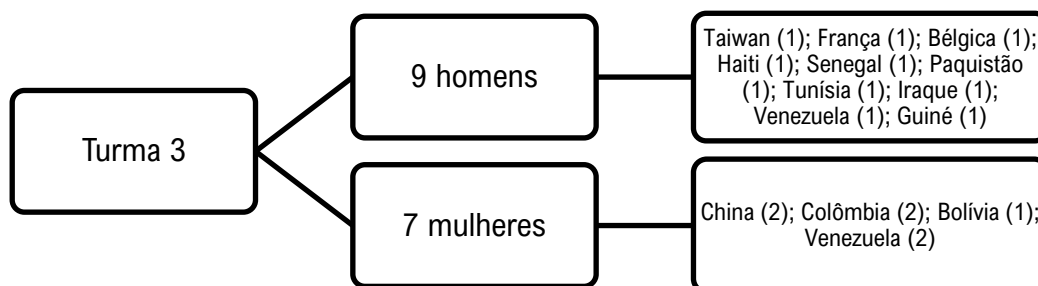 Turma 3
9 homens
Taiwan (1); França (1); Bélgica (1);
Haiti (1); Senegal (1); Paquistão
(1); Tunísia (1); Iraque (1);
Venezuela (1); Guiné (1)
7 mulheres
China (2); Colômbia (2); Bolívia (1);
Venezuela (2)